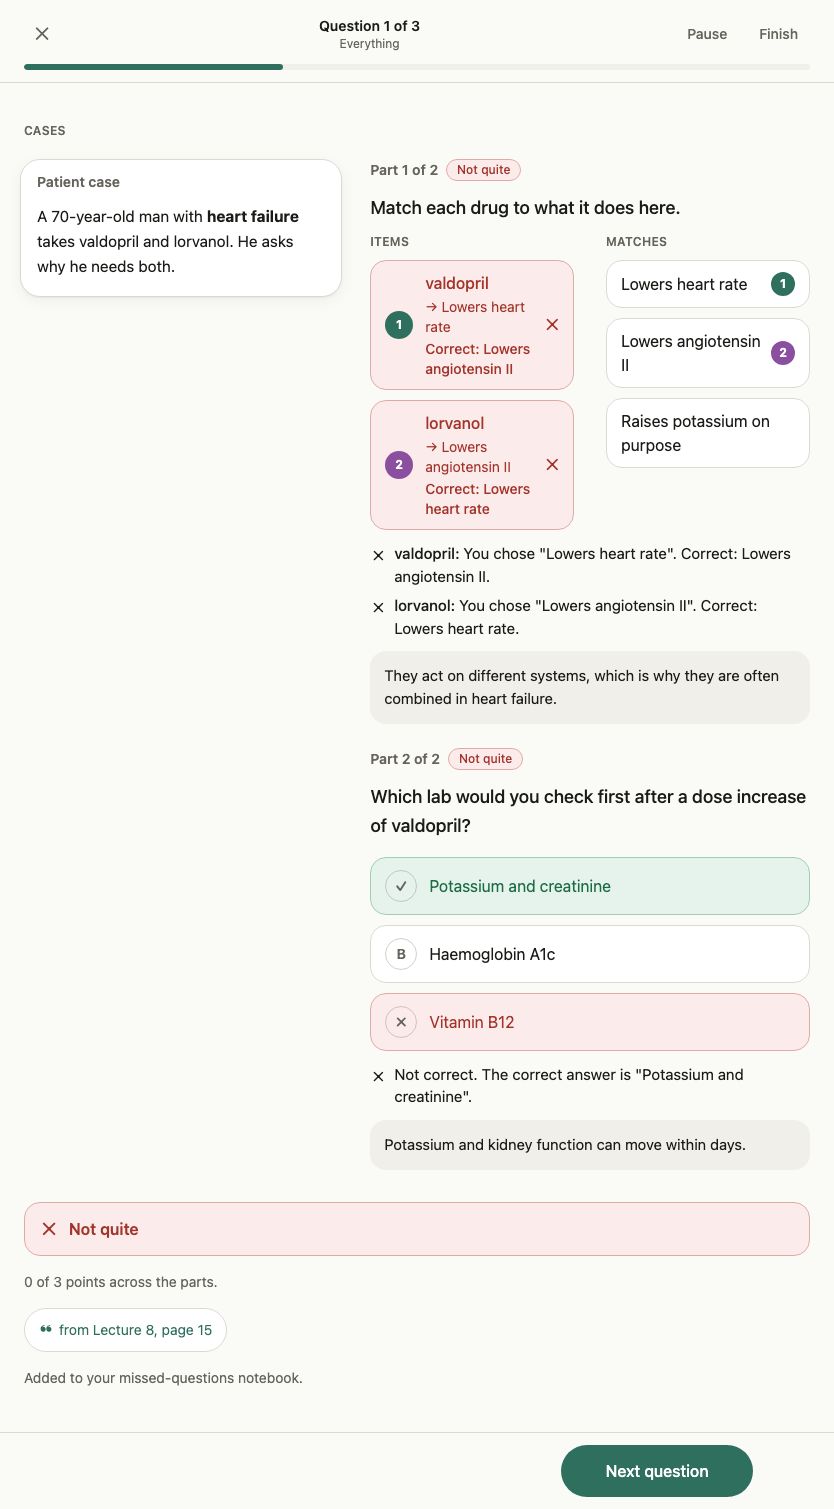 Question 1 of 3
Everything
Pause
Finish
CASES
Patient case
A 70-year-old man with heart failure
takes valdopril and lorvanol. He asks
why he needs both.
Part 1 of 2
Not quite
Match each drug to what it does here.
ITEMS
MATCHES
1
valdopril
→ Lowers heart
rate
Correct: Lowers
angiotensin II
2
lorvanol
→ Lowers
angiotensin II
Correct: Lowers
heart rate
Lowers heart rate
1
Lowers angiotensin
II
2
Raises potassium on
purpose
valdopril: You chose "Lowers heart rate". Correct: Lowers
angiotensin II.
lorvanol: You chose "Lowers angiotensin II". Correct:
Lowers heart rate.
They act on different systems, which is why they are often
combined in heart failure.
Part 2 of 2
Not quite
Which lab would you check first after a dose increase
of valdopril?
Potassium and creatinine
B
Haemoglobin A1c
Vitamin B12
Not correct. The correct answer is "Potassium and
creatinine".
Potassium and kidney function can move within days.
Not quite
0 of 3 points across the parts.
❝ from Lecture 8, page 15
Added to your missed-questions notebook.
Next question